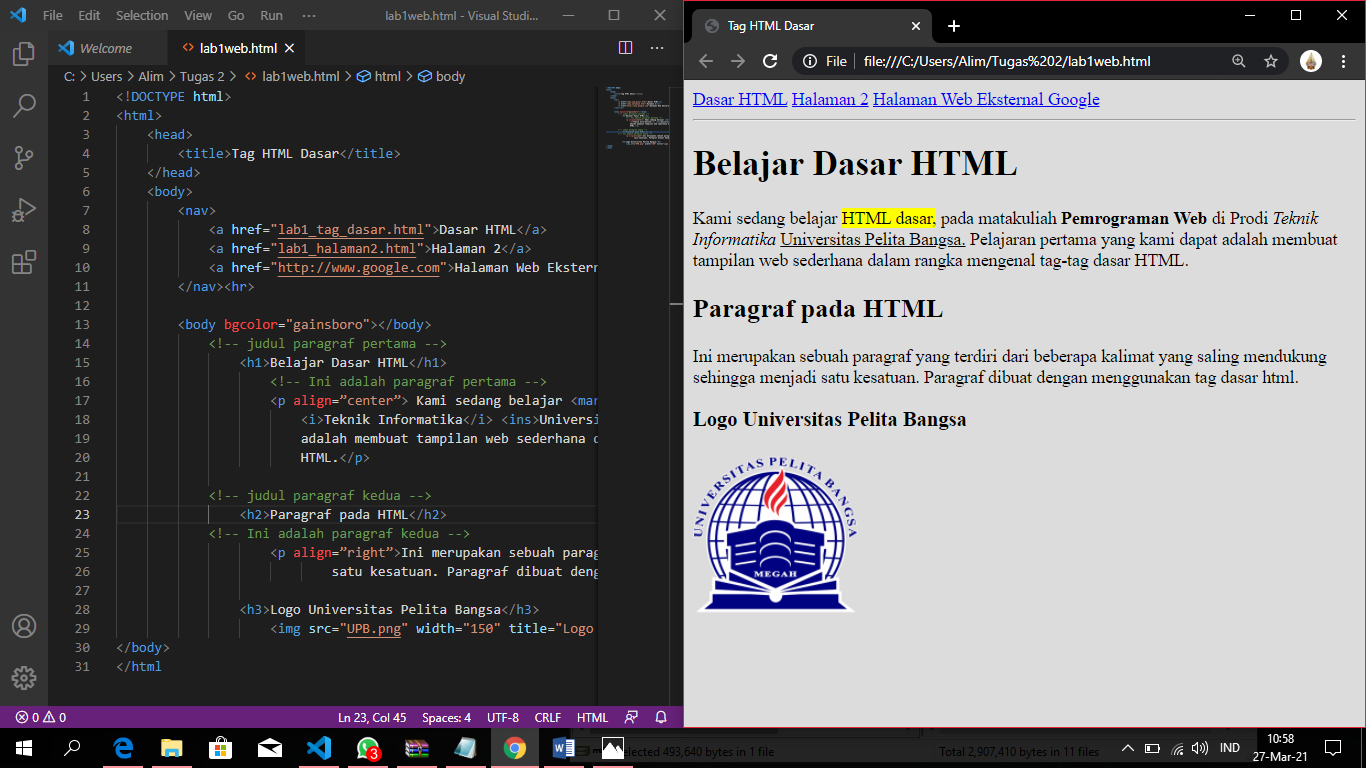 File Edit Selection View Go Run ··· lab1web.html - Visual Studi...
Welcome lab1web.html
C: > Users > Alim > Tugas 2 > lab1web.html > html > body
1 <!DOCTYPE html>
2 <html>
3 <head>
4 <title>Tag HTML Dasar</title>
5 </head>
6 <body>
7 <nav>
8 <a href="lab1_tag_dasar.html">Dasar HTML</a>
9 <a href="lab1_halaman2.html">Halaman 2</a>
10 <a href="http://www.google.com">Halaman Web Ekstern
11 </nav><hr>
12
13 <body bgcolor="gainsboro"></body>
14 <!-- judul paragraf pertama -->
15 <h1>Belajar Dasar HTML</h1>
16 <!-- Ini adalah paragraf pertama -->
17 <p align=”center”> Kami sedang belajar <mar
18 <i>Teknik Informatika</i> <ins>Universi
19 adalah membuat tampilan web sederhana d
20 HTML.</p>
21
22 <!-- judul paragraf kedua -->
23 <h2>Paragraf pada HTML</h2>
24 <!-- Ini adalah paragraf kedua -->
25 <p align=”right”>Ini merupakan sebuah parag
26 satu kesatuan. Paragraf dibuat deng
27
28 <h3>Logo Universitas Pelita Bangsa</h3>
29 <img src="UPB.png" width="150" title="Logo
30 </body>
31 </html
0 0 Ln 23, Col 45 Spaces: 4 UTF-8 CRLF HTML
Tag HTML Dasar
File file:///C:/Users/Alim/Tugas%202/lab1web.html
Dasar HTML Halaman 2 Halaman Web Eksternal Google
Belajar Dasar HTML
Kami sedang belajar HTML dasar, pada matakuliah Pemrograman Web di Prodi Teknik
Informatika Universitas Pelita Bangsa. Pelajaran pertama yang kami dapat adalah membuat
tampilan web sederhana dalam rangka mengenal tag-tag dasar HTML.
Paragraf pada HTML
Ini merupakan sebuah paragraf yang terdiri dari beberapa kalimat yang saling mendukung
sehingga menjadi satu kesatuan. Paragraf dibuat dengan menggunakan tag dasar html.
Logo Universitas Pelita Bangsa
UNIVERSITAS PELITA BANGSA
MEGAH
3
selected 493,640 bytes in 1 file Total 2,907,410 bytes in 11 files
IND
10:58
27-Mar-21